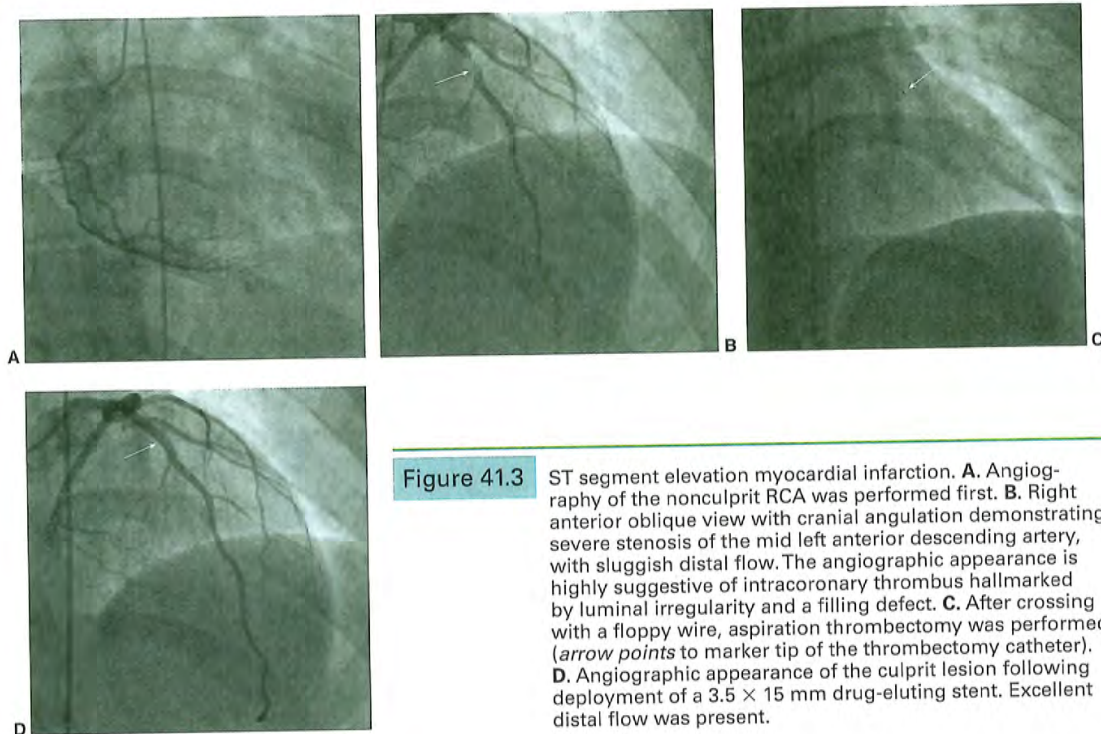 A
B
C
D
Figure 41.3
ST segment elevation myocardial infarction. A. Angiog-
raphy of the nonculprit RCA was performed first. B. Right
anterior oblique view with cranial angulation demonstrating
severe stenosis of the mid left anterior descending artery,
with sluggish distal flow. The angiographic appearance is
highly suggestive of intracoronary thrombus hallmarked
by luminal irregularity and a filling defect. C. After crossing
with a floppy wire, aspiration thrombectomy was performed
(arrow points to marker tip of the thrombectomy catheter).
D. Angiographic appearance of the culprit lesion following
deployment of a 3.5 × 15 mm drug-eluting stent. Excellent
distal flow was present.